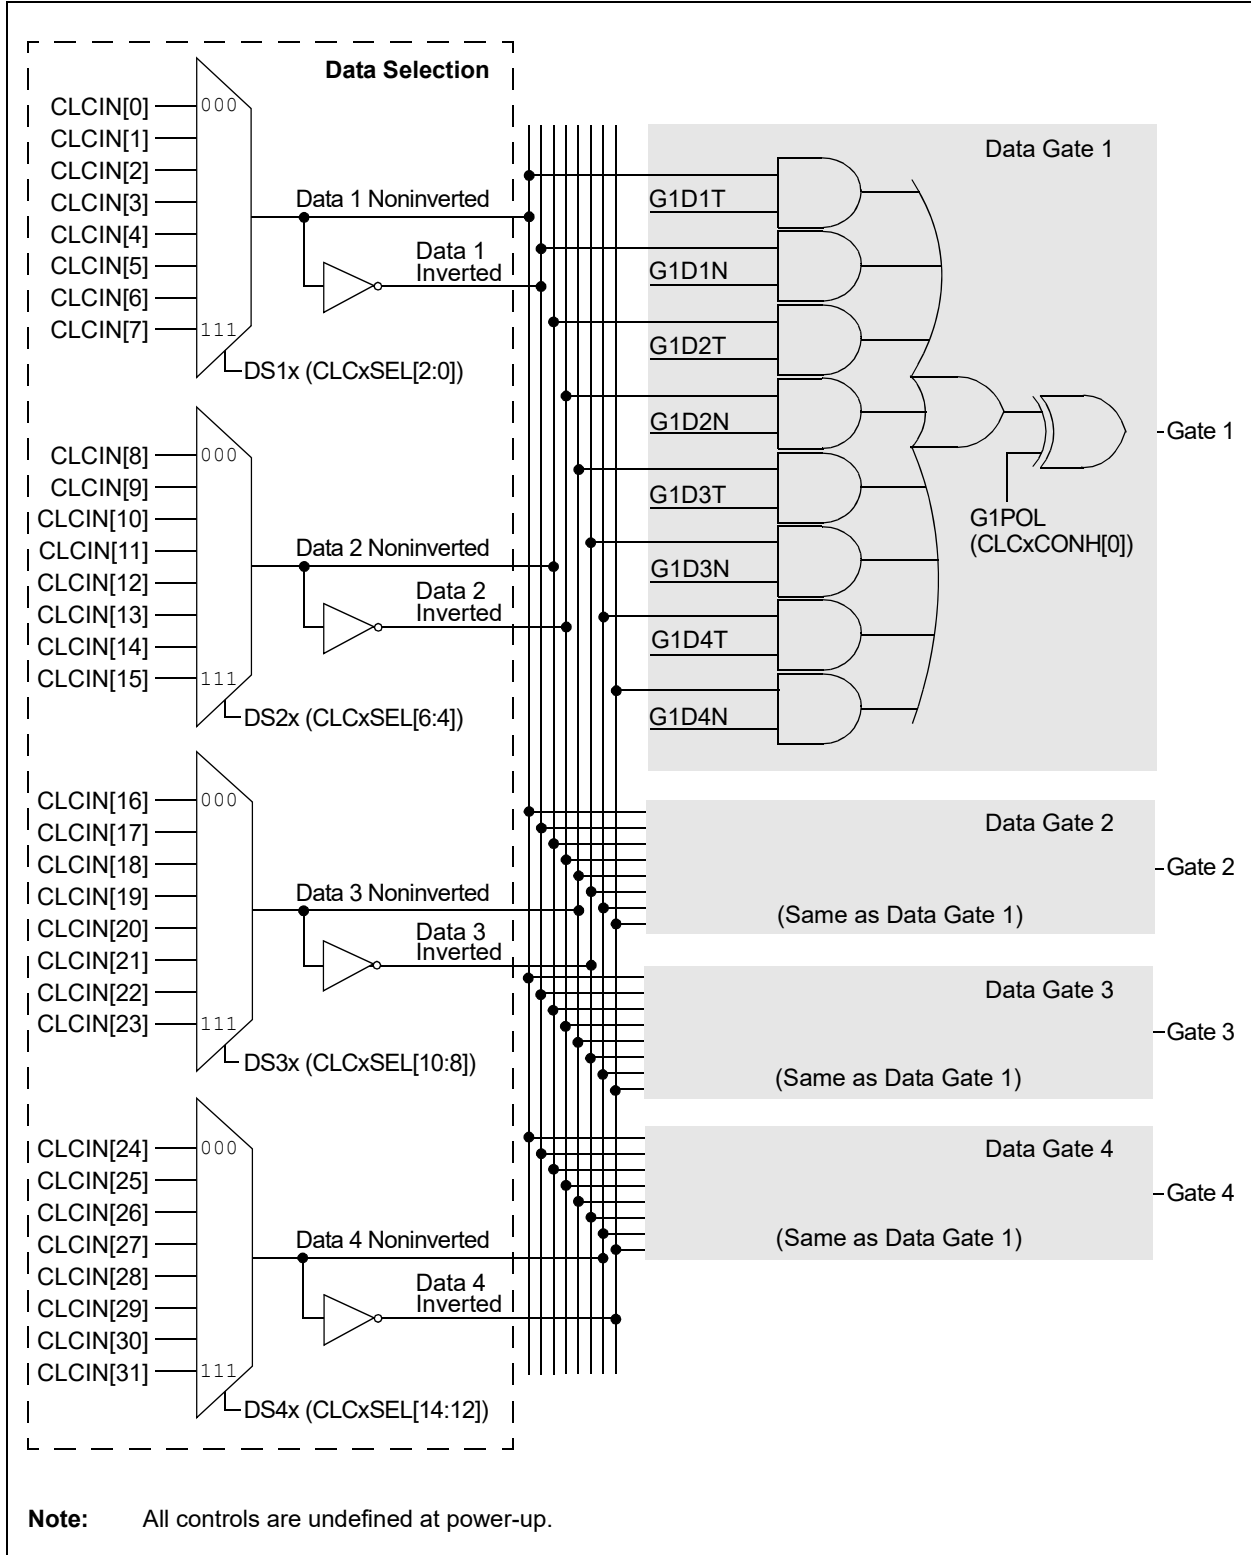 Data Selection
CLCIN[0]
CLCIN[1]
CLCIN[2]
CLCIN[3]
CLCIN[4]
CLCIN[5]
CLCIN[6]
CLCIN[7]
000
111
Data 1 Noninverted
Data 1
Inverted
DS1x (CLCxSEL[2:0])
CLCIN[8]
CLCIN[9]
CLCIN[10]
CLCIN[11]
CLCIN[12]
CLCIN[13]
CLCIN[14]
CLCIN[15]
000
111
Data 2 Noninverted
Data 2
Inverted
DS2x (CLCxSEL[6:4])
CLCIN[16]
CLCIN[17]
CLCIN[18]
CLCIN[19]
CLCIN[20]
CLCIN[21]
CLCIN[22]
CLCIN[23]
000
111
Data 3 Noninverted
Data 3
Inverted
DS3x (CLCxSEL[10:8])
CLCIN[24]
CLCIN[25]
CLCIN[26]
CLCIN[27]
CLCIN[28]
CLCIN[29]
CLCIN[30]
CLCIN[31]
000
111
Data 4 Noninverted
Data 4
Inverted
DS4x (CLCxSEL[14:12])
Data Gate 1
G1D1T
G1D1N
G1D2T
G1D2N
G1D3T
G1D3N
G1D4T
G1D4N
G1POL
(CLCxCONH[0])
Gate 1
Data Gate 2
(Same as Data Gate 1)
Gate 2
Data Gate 3
(Same as Data Gate 1)
Gate 3
Data Gate 4
(Same as Data Gate 1)
Gate 4
Note: All controls are undefined at power-up.